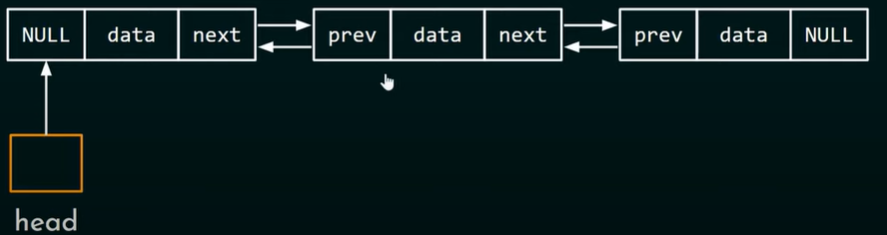 NULL data next prev data next prev data NULL
head